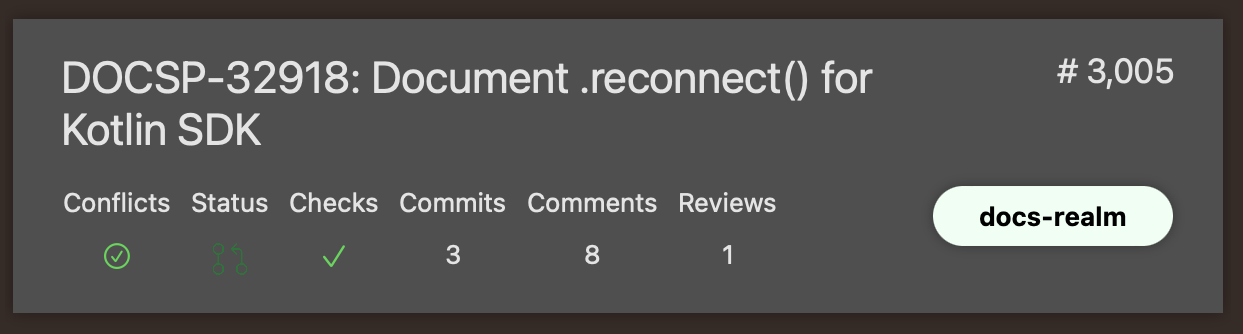 DOCSP-32918: Document .reconnect() for
Kotlin SDK
# 3,005
Conflicts Status Checks Commits Comments Reviews
3 8 1
docs-realm